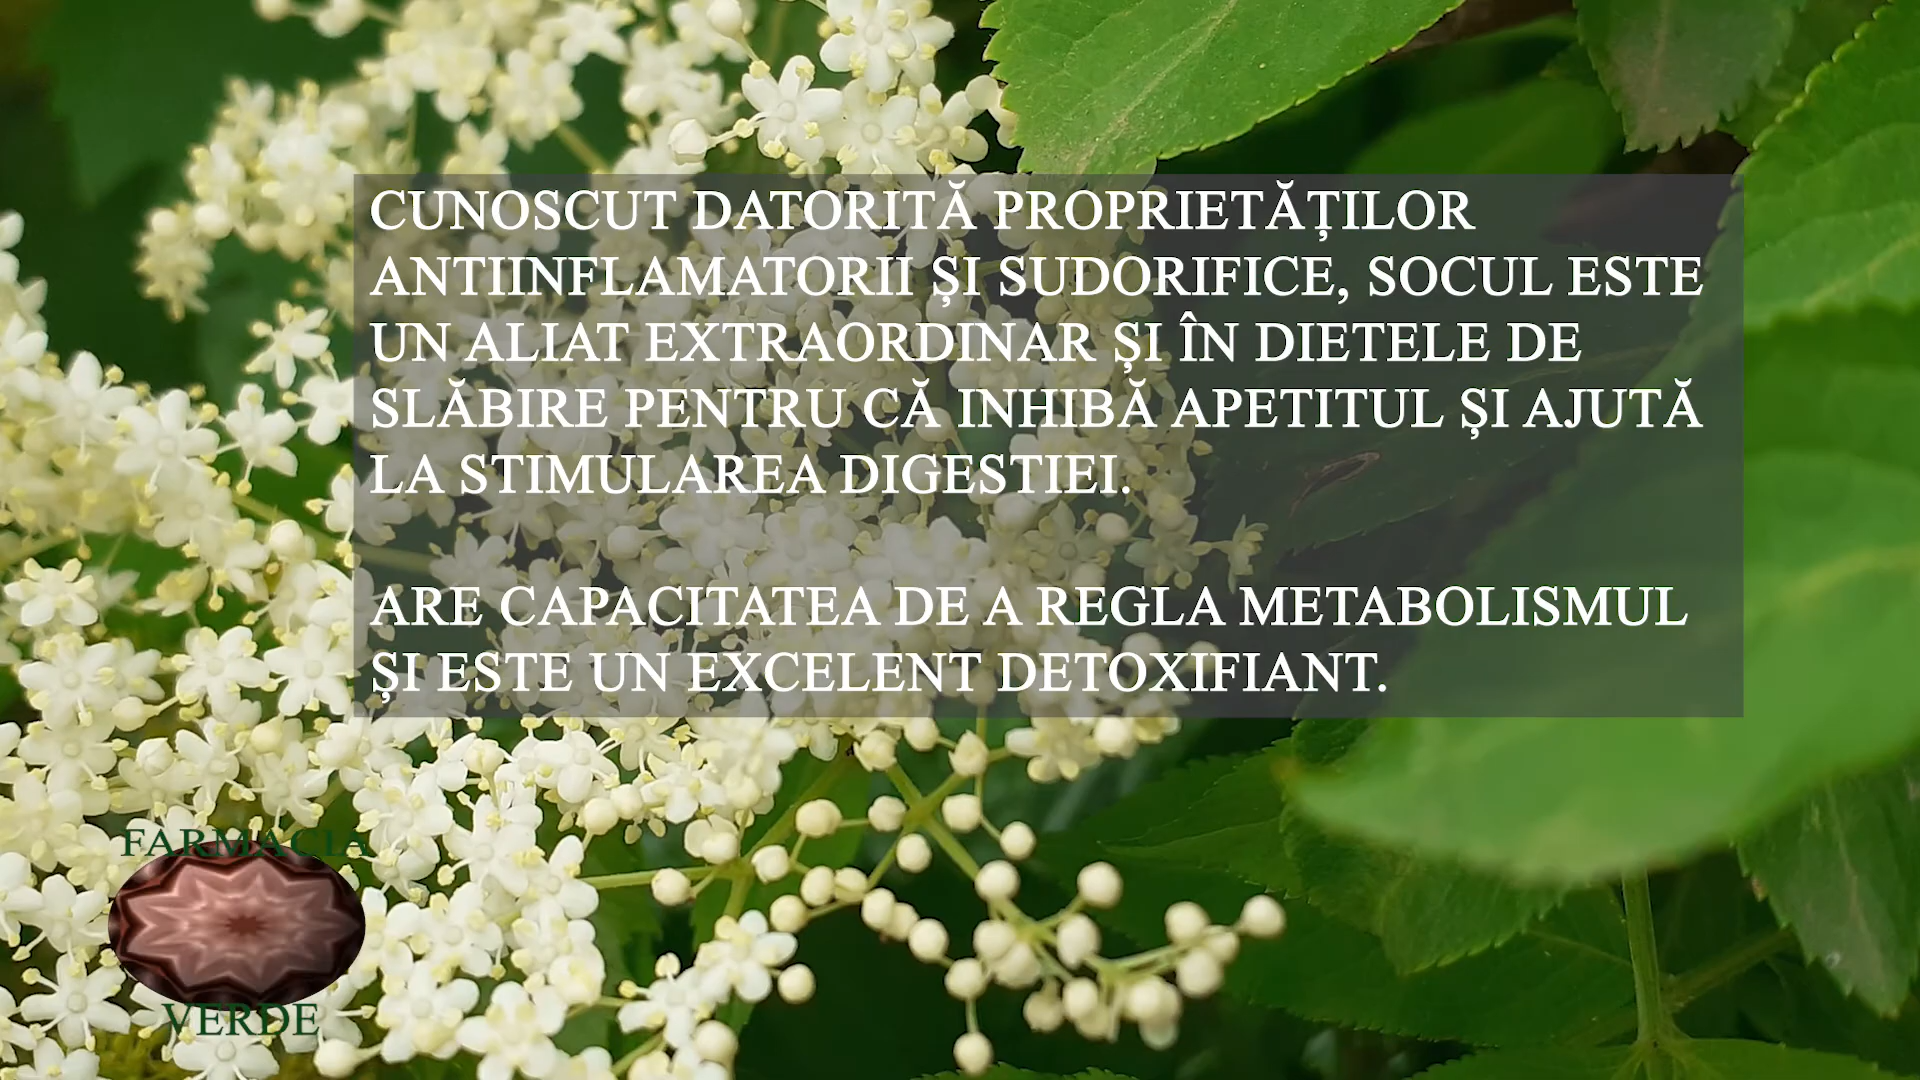 CUNOSCUT DATORITĂ PROPRIETĂȚILOR
ANTIINFLAMATORII ȘI SUDORIFICE, SOCUL ESTE
UN ALIAT EXTRAORDINAR ȘI ÎN DIETELE DE
SLĂBIRE PENTRU CĂ INHIBĂ APETITUL ȘI AJUTĂ
LA STIMULAREA DIGESTIEI.
ARE CAPACITATEA DE A REGLA METABOLISMUL
ȘI ESTE UN EXCELENT DETOXIFIANT.
FARMACIA
VERDE